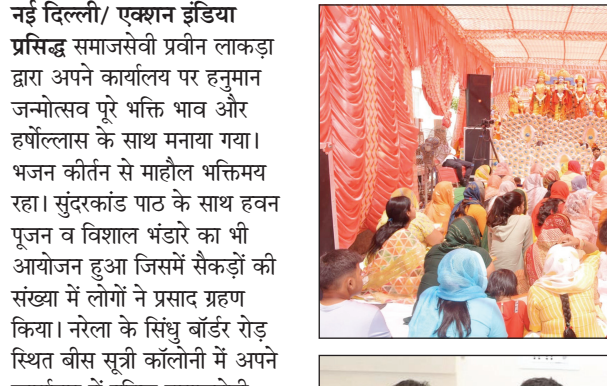 नई दिल्ली/ एक्शन इंडिया
प्रसिद्ध समाजसेवी प्रवीन लाकड़ा
द्वारा अपने कार्यालय पर हनुमान
जन्मोत्सव पूरे भक्ति भाव और
हर्षोल्लास के साथ मनाया गया।
भजन कीर्तन से माहौल भक्तिमय
रहा। सुंदरकांड पाठ के साथ हवन
पूजन व विशाल भंडारे का भी
आयोजन हुआ जिसमें सैकड़ों की
संख्या में लोगों ने प्रसाद ग्रहण
किया। नरेला के सिंधु बॉर्डर रोड़
स्थित बीस सूत्री कॉलोनी में अपने